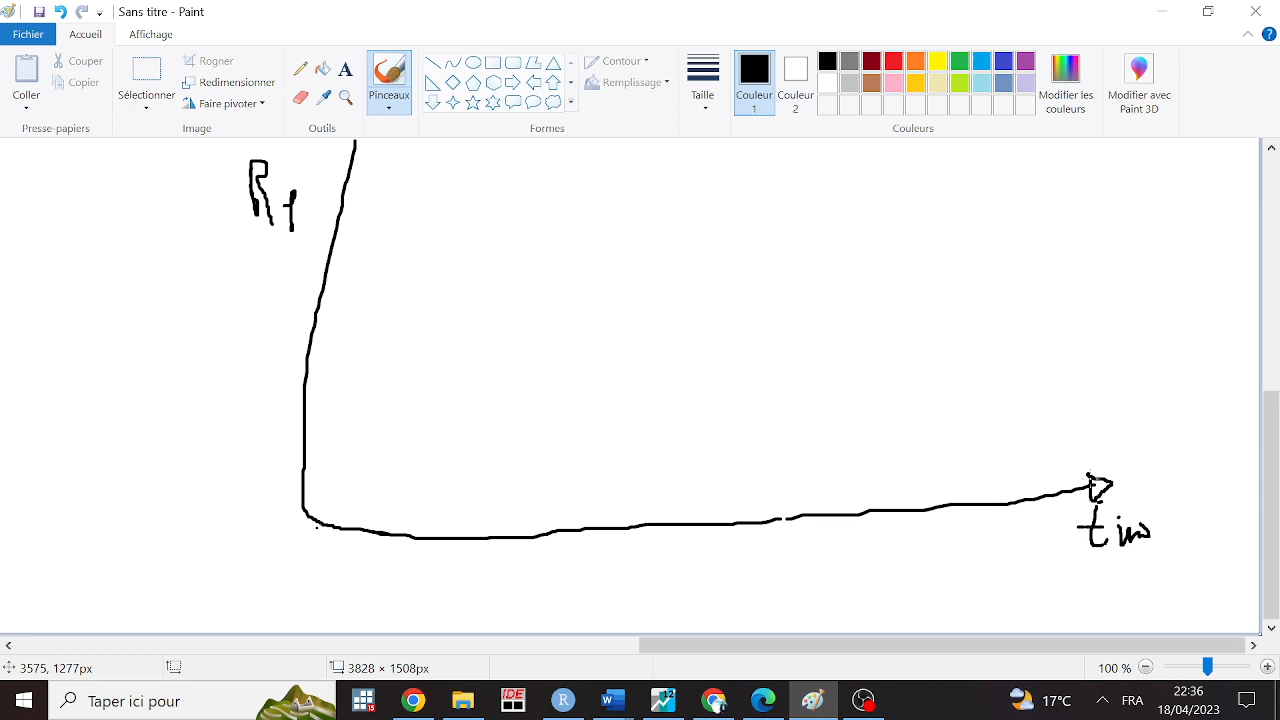 Sans titre - Paint
Fichier Accueil Affichage
Coller
Couper
Copier
Presse-papiers
Sélectionner
Rogner
Redimensionner
Faire pivoter
Image
A
Outils
Pinceaux
Contour
Remplissage
Formes
Taille
Couleur 1
Couleur 2
Couleurs
Modifier les couleurs
Modifier avec Paint 3D
3575, 1277px
3828 × 1508px
100 %
Taper ici pour
15
IDE
R
W
12
17°C
FRA
22:36
18/04/2023